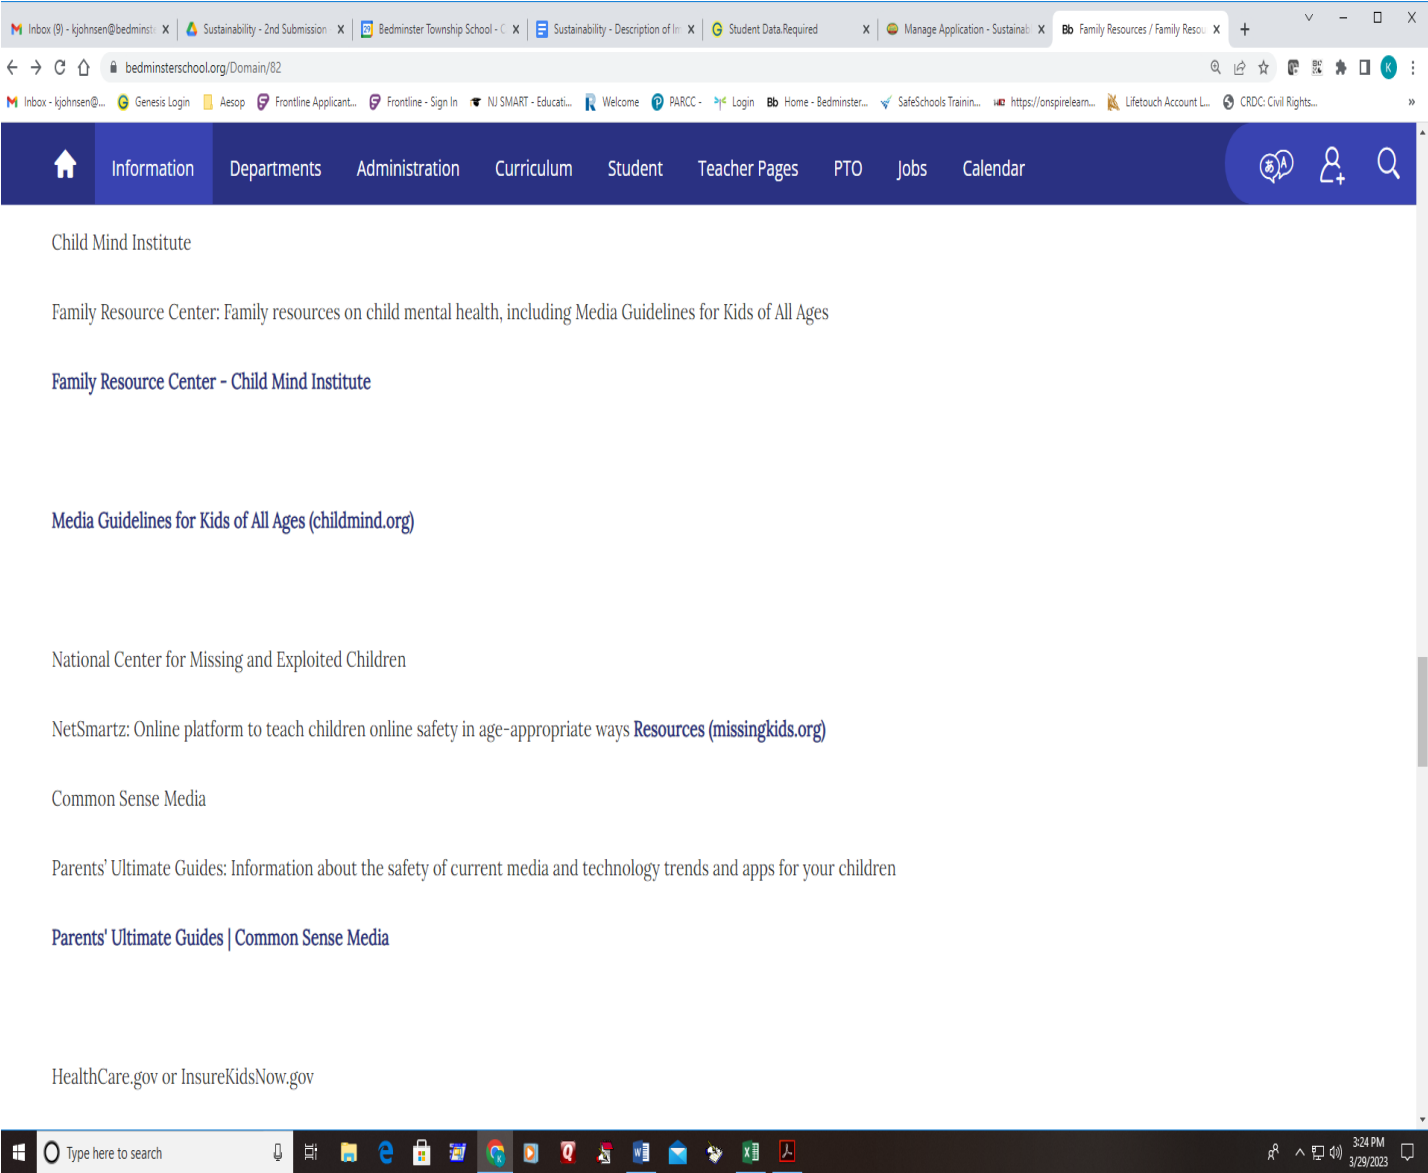 Inbox (9) - kjohnsen@bedminst
Sustainability - 2nd Submission
Bedminster Township School - C
Sustainability - Description of Im
Student Data.Required
Manage Application - Sustainab
Bb Family Resources / Family Resou
bedminsterschool.org/Domain/82
Inbox - kjohnsen@... Genesis Login Aesop Frontline Applicant... Frontline - Sign In NJ SMART - Educati... Welcome PARCC - Login Bb Home - Bedminster... SafeSchools Trainin... https://onspirelearn... Lifetouch Account L... CRDC: Civil Rights... »
Information Departments Administration Curriculum Student Teacher Pages PTO Jobs Calendar
Child Mind Institute
Family Resource Center: Family resources on child mental health, including Media Guidelines for Kids of All Ages
Family Resource Center - Child Mind Institute
Media Guidelines for Kids of All Ages (childmind.org)
National Center for Missing and Exploited Children
NetSmartz: Online platform to teach children online safety in age-appropriate ways Resources (missingkids.org)
Common Sense Media
Parents’ Ultimate Guides: Information about the safety of current media and technology trends and apps for your children
Parents' Ultimate Guides | Common Sense Media
HealthCare.gov or InsureKidsNow.gov
Type here to search
3:24 PM
3/29/2023